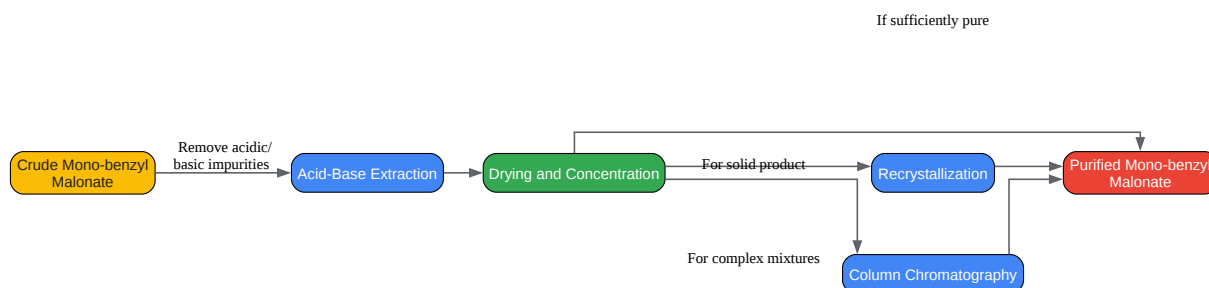 If sufficiently pure
Crude Mono-benzyl
Malonate
Remove acidic/
basic impurities
Acid-Base Extraction
Drying and Concentration
For solid product
Recrystallization
Purified Mono-benzyl
Malonate
For complex mixtures
Column Chromatography